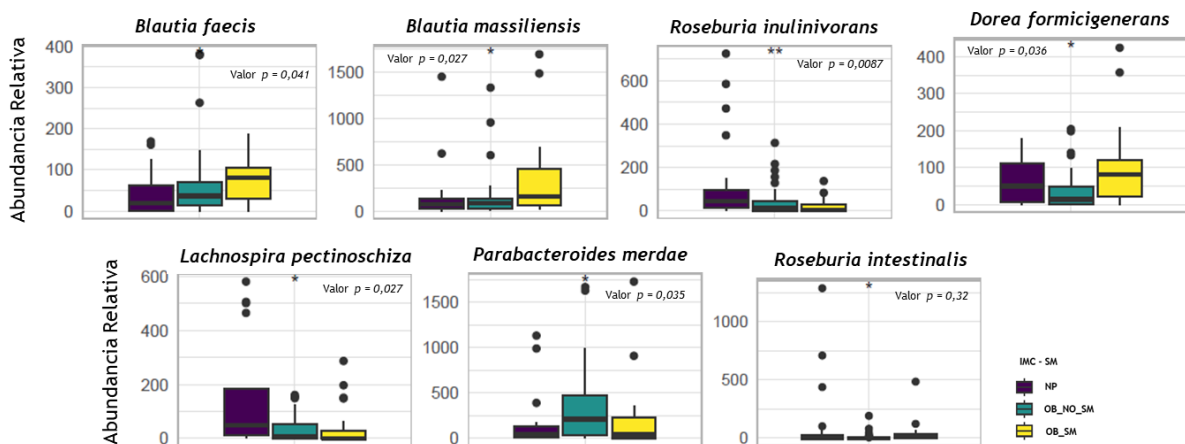 Blautia faecis
Blautia massiliensis
Roseburia inulinivorans
Dorea formicigenerans
Abundancia Relativa
400
300
200
100
0
*
Valor p = 0,041
1500
1000
500
0
Valor p = 0,027
*
600
400
200
0
**
Valor p = 0,0087
400
300
200
100
0
Valor p = 0,036
*
Lachnospira pectinoschiza
Parabacteroides merdae
Roseburia intestinalis
Abundancia Relativa
600
400
200
0
*
Valor p = 0,027
1500
1000
500
0
*
Valor p = 0,035
1000
500
0
*
Valor p = 0,32
IMC - SM
NP
OB_NO_SM
OB_SM